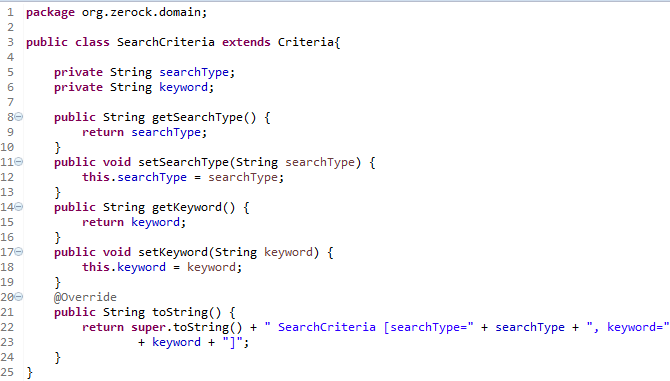 1 package org.zerock.domain;
2
3 public class SearchCriteria extends Criteria{
4
5     private String searchType;
6     private String keyword;
7
8     public String getSearchType() {
9         return searchType;
10     }
11     public void setSearchType(String searchType) {
12         this.searchType = searchType;
13     }
14     public String getKeyword() {
15         return keyword;
16     }
17     public void setKeyword(String keyword) {
18         this.keyword = keyword;
19     }
20     @Override
21     public String toString() {
22         return super.toString() + " SearchCriteria [searchType=" + searchType + ", keyword="
23                 + keyword + "]";
24     }
25 }